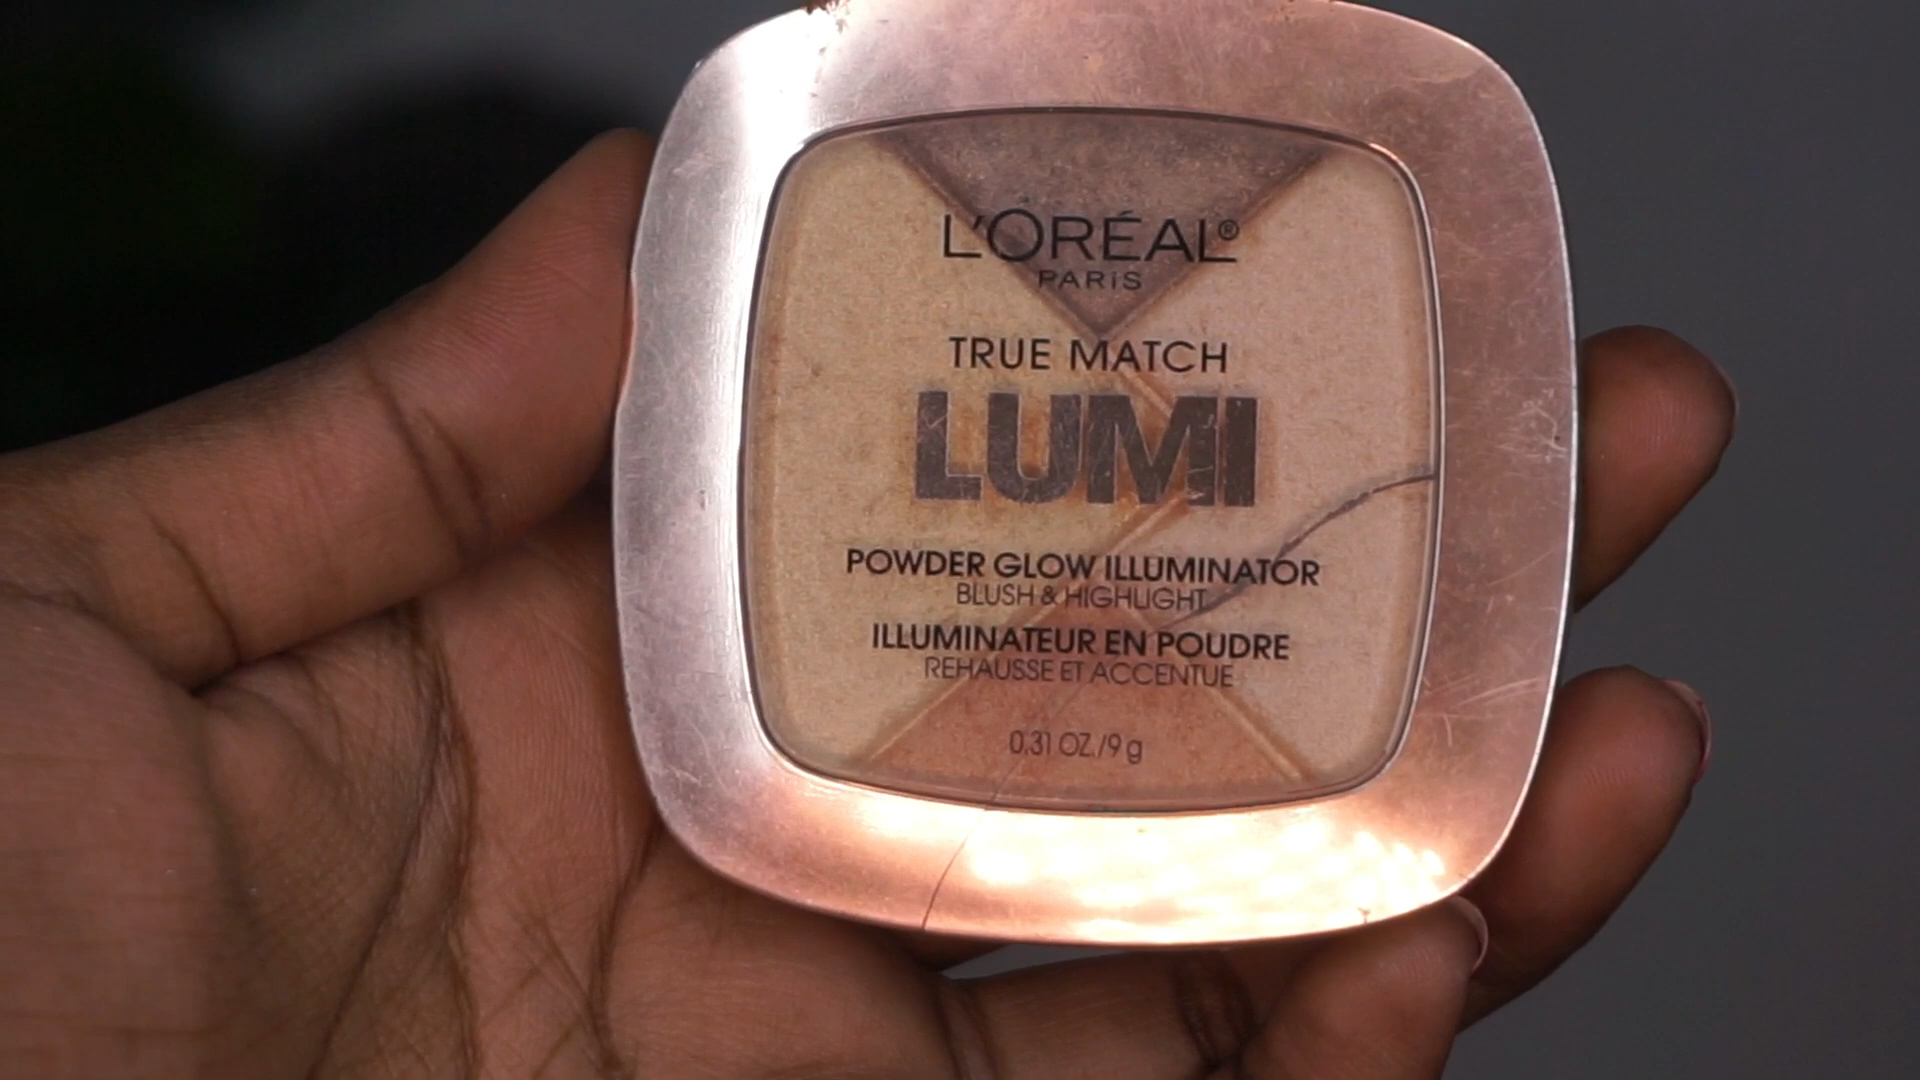 L'ORÉAL®
PARIS
TRUE MATCH
LUMI
POWDER GLOW ILLUMINATOR
BLUSH & HIGHLIGHT
ILLUMINATEUR EN POUDRE
REHAUSSE ET ACCENTUE
0.31 OZ./9 g